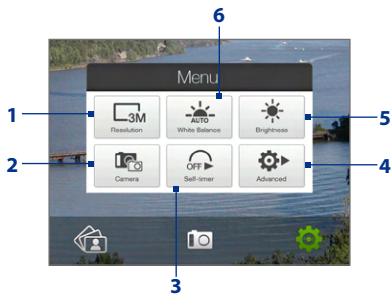 6
Menu
1
3M
Resolution
AUTO
White Balance
Brightness
5
2
Camera
OFF
Self-timer
Advanced
4
3